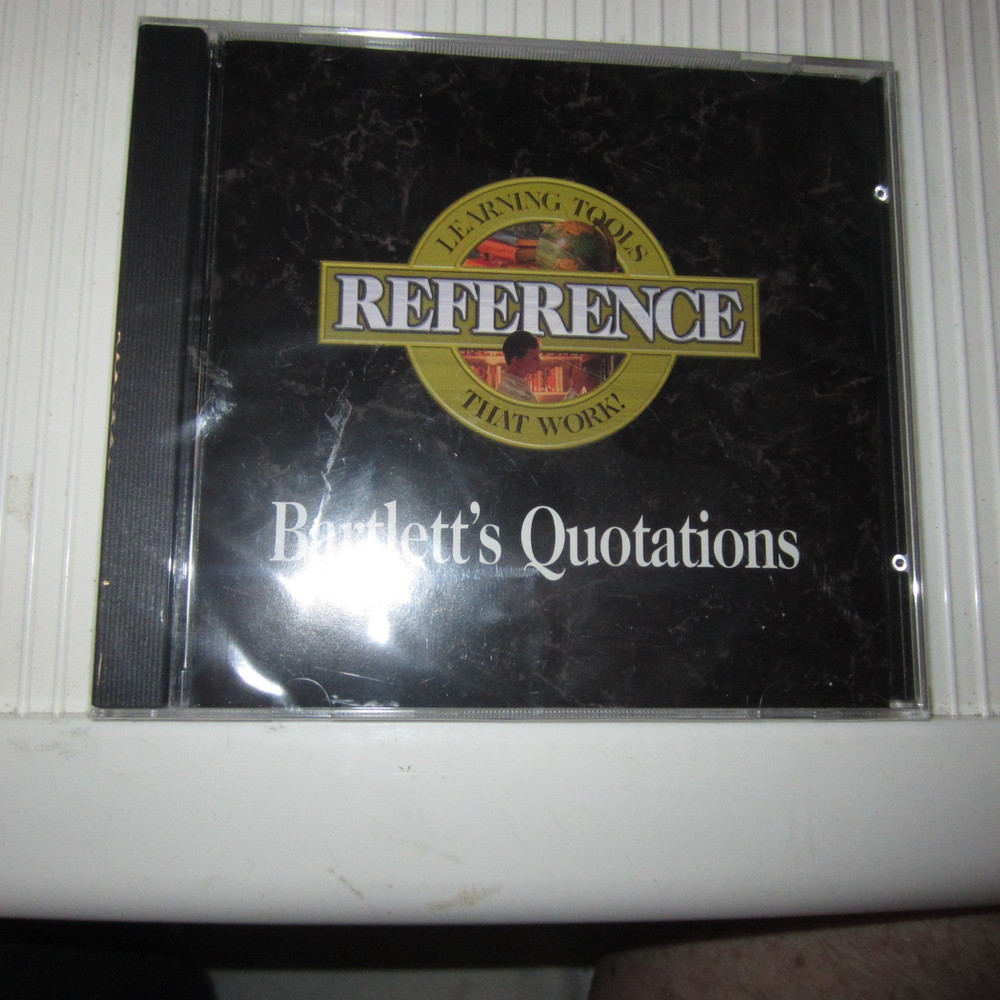 LEARNING TOOLS
REFERENCE
THAT WORK!
Bartlett's Quotations